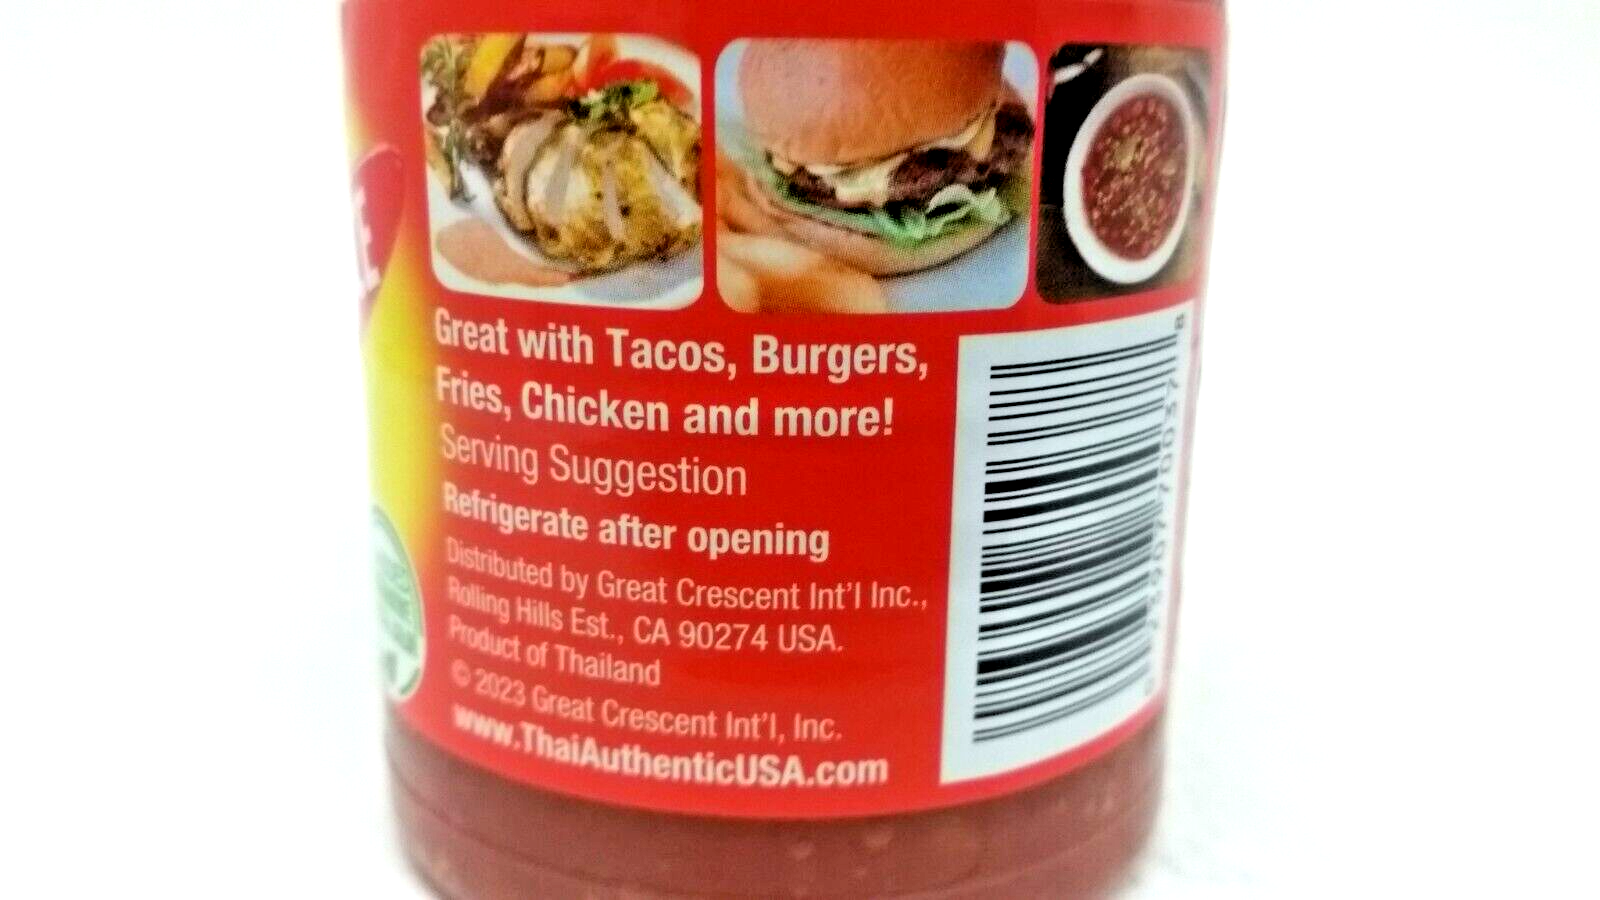 Great with Tacos, Burgers,
Fries, Chicken and more!
Serving Suggestion
Refrigerate after opening
Distributed by Great Crescent Int'l Inc.,
Rolling Hills Est., CA 90274 USA.
Product of Thailand
© 2023 Great Crescent Int'l, Inc.
www.ThaiAuthenticUSA.com